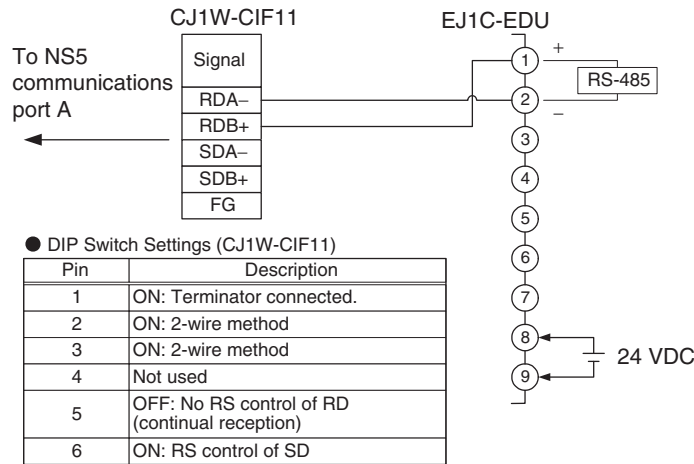 CJ1W-CIF11
EJ1C-EDU
To NS5
communications
port A
Signal
RDA−
RDB+
SDA−
SDB+
FG
1
2
3
4
5
6
7
8
9
+
−
RS-485
24 VDC
● DIP Switch Settings (CJ1W-CIF11)
Pin Description
1 ON: Terminator connected.
2 ON: 2-wire method
3 ON: 2-wire method
4 Not used
5 OFF: No RS control of RD
(continual reception)
6 ON: RS control of SD